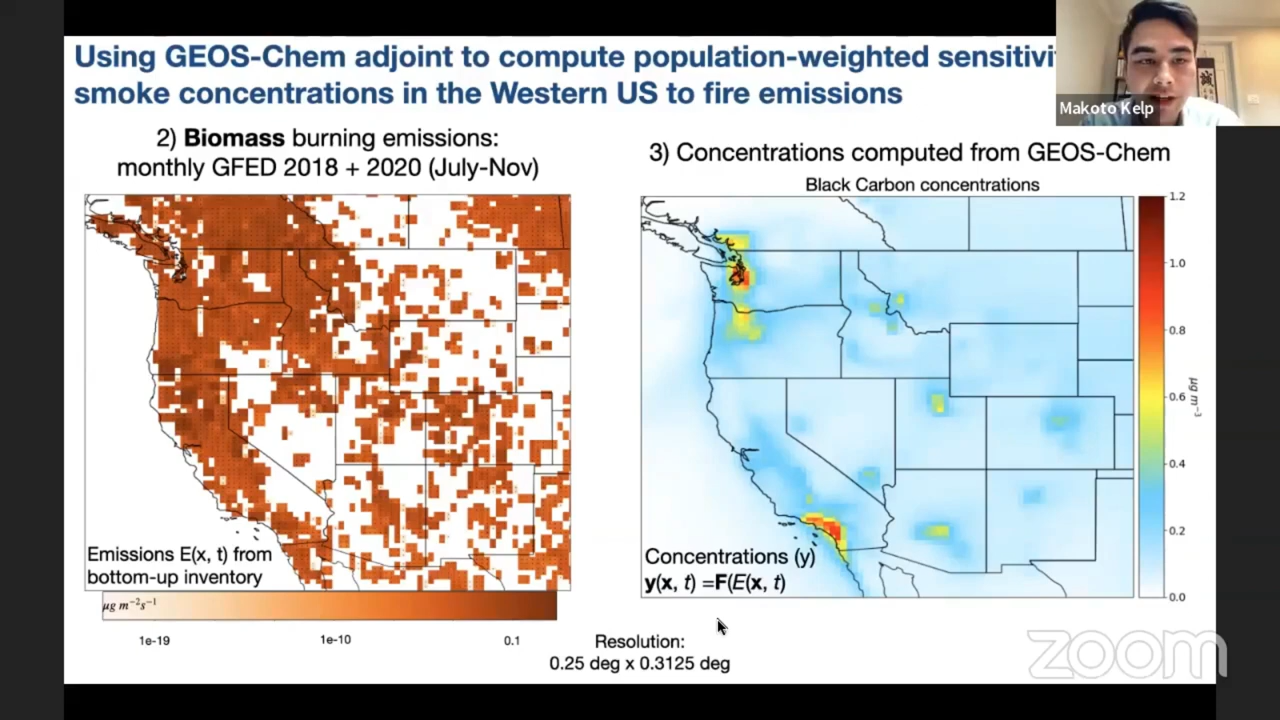 Using GEOS-Chem adjoint to compute population-weighted
smoke concentrations in the Western US to fire emissions
Makoto Kelp
2) Biomass burning emissions:
monthly GFED 2018 + 2020 (July-Nov)
Emissions E(x, t) from
bottom-up inventory
μg m⁻²s⁻¹
1e-19
1e-10
0.1
3) Concentrations computed from GEOS-Chem
Black Carbon concentrations
Concentrations (y)
y(x, t) =F(E(x, t)
1.2
1.0
0.8
0.6
0.4
0.2
0.0
μg m⁻³
Resolution:
0.25 deg x 0.3125 deg
zoom